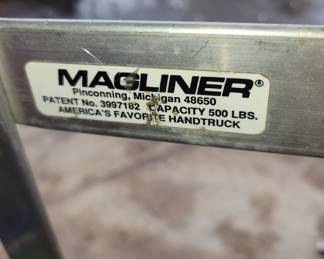 MAGLINER®
Pinconning, Michigan 48650
PATENT No. 3997182 CAPACITY 500 LBS.
AMERICA'S FAVORITE HANDTRUCK